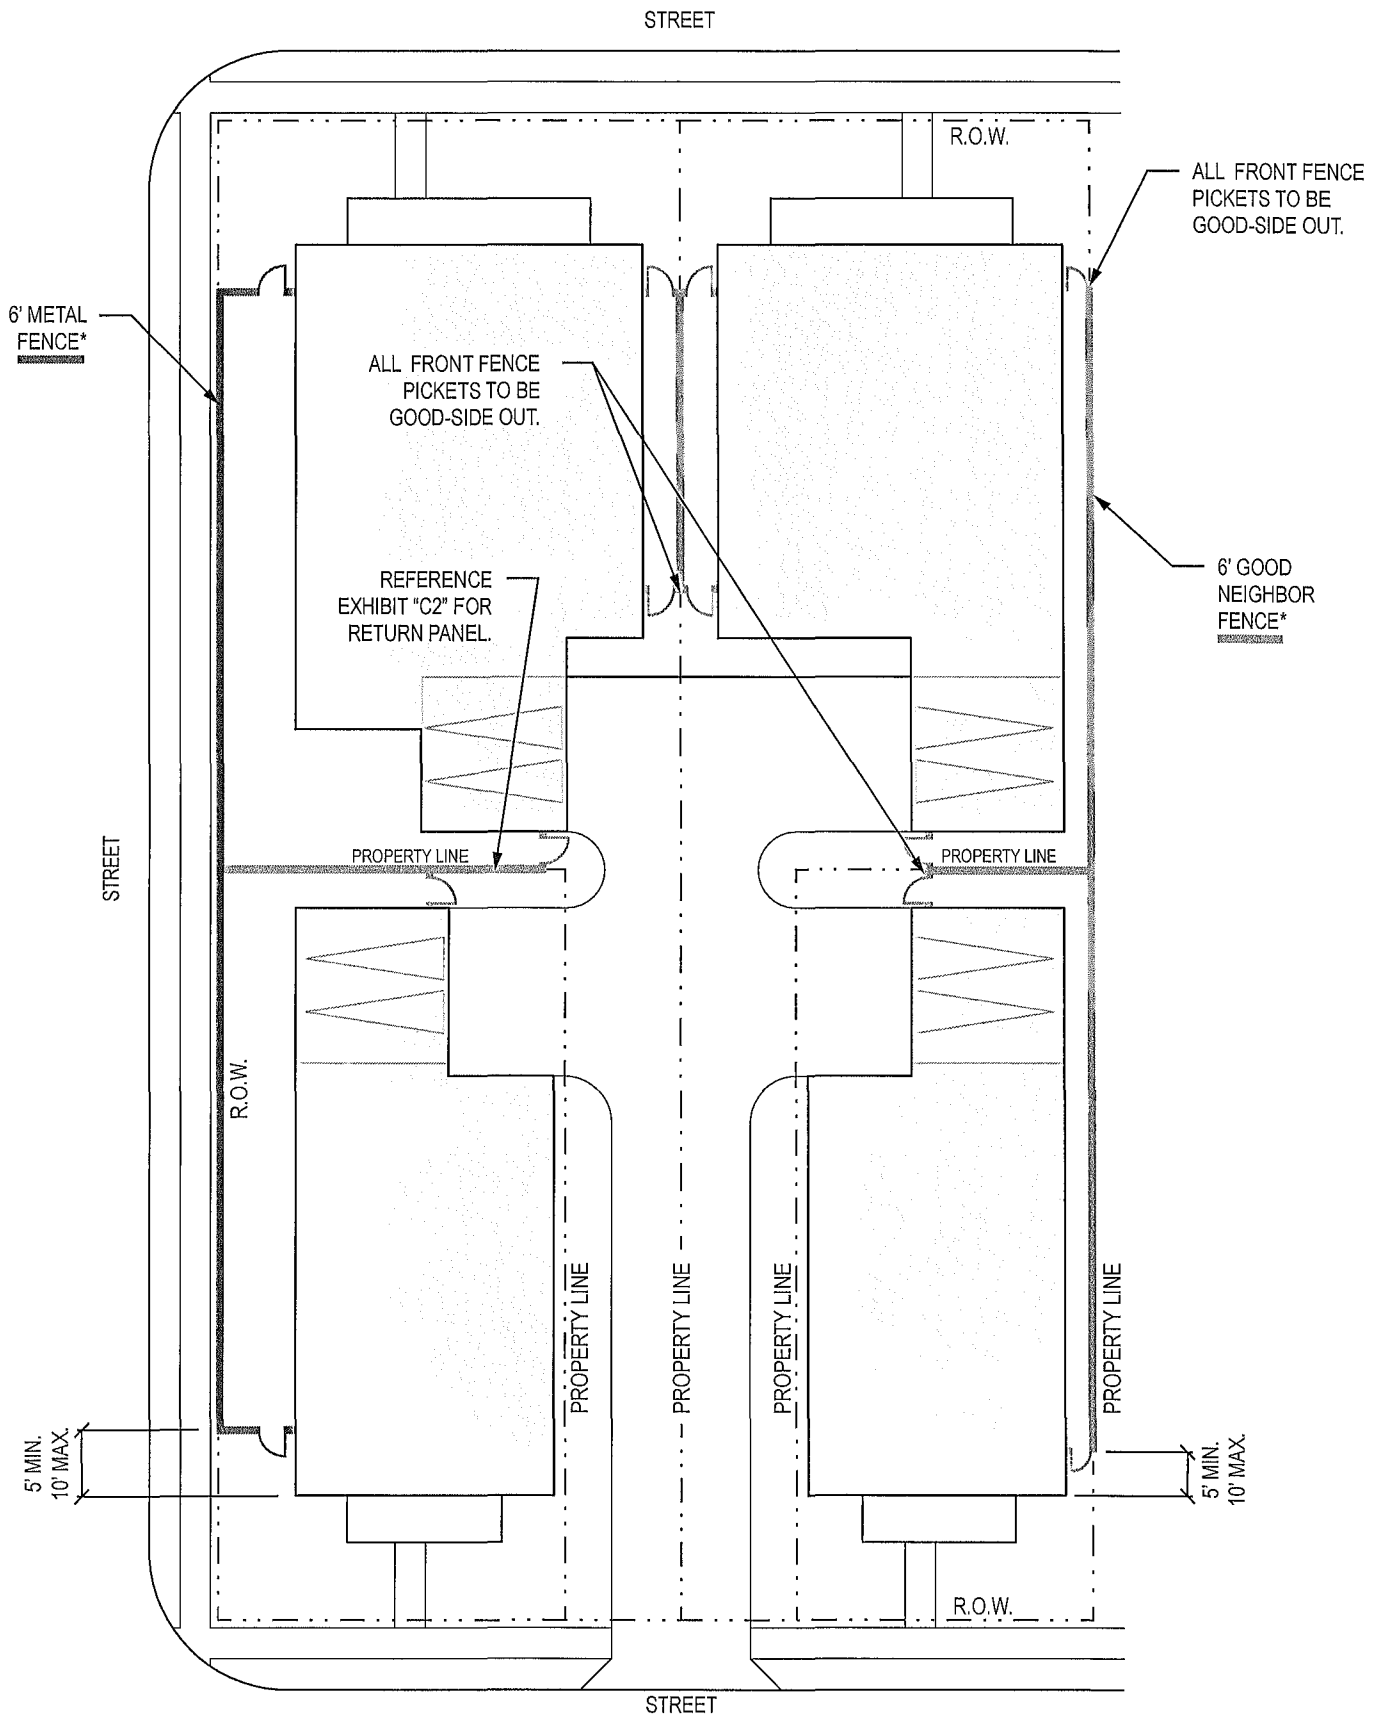 STREET
R.O.W.
ALL FRONT FENCE
PICKETS TO BE
GOOD-SIDE OUT.
6' METAL
FENCE*
ALL FRONT FENCE
PICKETS TO BE
GOOD-SIDE OUT.
REFERENCE
EXHIBIT "C2" FOR
RETURN PANEL.
6' GOOD
NEIGHBOR
FENCE*
STREET
PROPERTY LINE
PROPERTY LINE
R.O.W.
PROPERTY LINE
PROPERTY LINE
PROPERTY LINE
PROPERTY LINE
5' MIN.
10' MAX.
5' MIN.
10' MAX.
R.O.W.
STREET